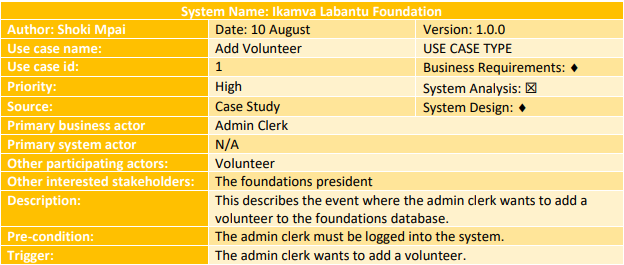 System Name: Ikamva Labantu Foundation
Author: Shoki Mpai Date: 10 August Version: 1.0.0
Use case name: Add Volunteer USE CASE TYPE
Use case id: 1 Business Requirements: ♦
Priority: High System Analysis: ☒
Source: Case Study System Design: ♦
Primary business actor Admin Clerk
Primary system actor N/A
Other participating actors: Volunteer
Other interested stakeholders: The foundations president
Description: This describes the event where the admin clerk wants to add a
volunteer to the foundations database.
Pre-condition: The admin clerk must be logged into the system.
Trigger: The admin clerk wants to add a volunteer.